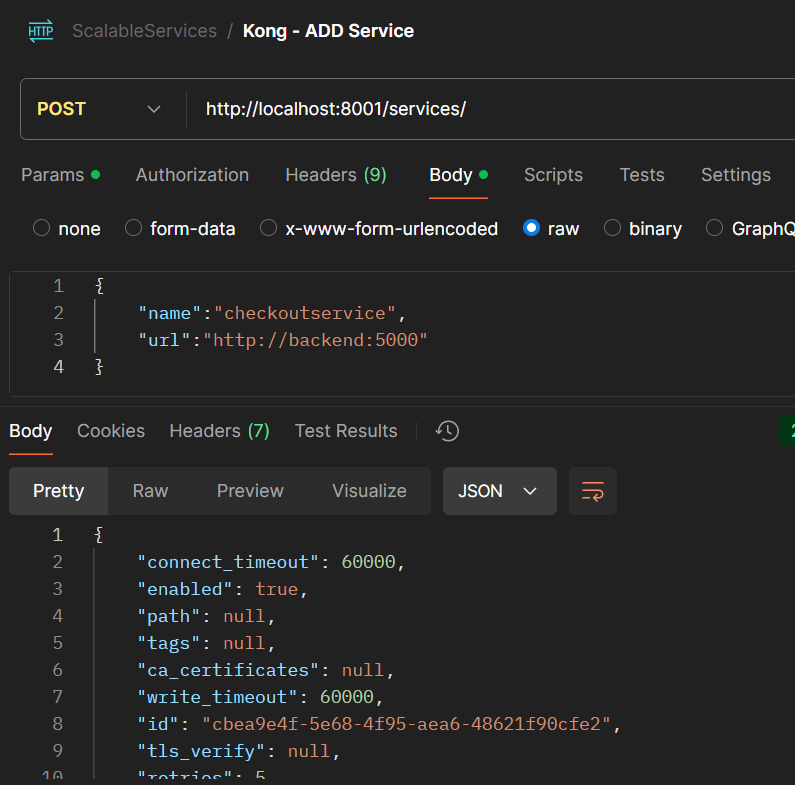 HTTP ScalableServices / Kong - ADD Service
POST http://localhost:8001/services/
Params Authorization Headers (9) Body Scripts Tests Settings
none form-data x-www-form-urlencoded raw binary GraphQ
1 {
2 "name":"checkoutservice",
3 "url":"http://backend:5000"
4 }
Body Cookies Headers (7) Test Results 2
Pretty Raw Preview Visualize JSON
1 {
2 "connect_timeout": 60000,
3 "enabled": true,
4 "path": null,
5 "tags": null,
6 "ca_certificates": null,
7 "write_timeout": 60000,
8 "id": "cbea9e4f-5e68-4f95-aea6-48621f90cfe2",
9 "tls_verify": null,
10 "retries": 5